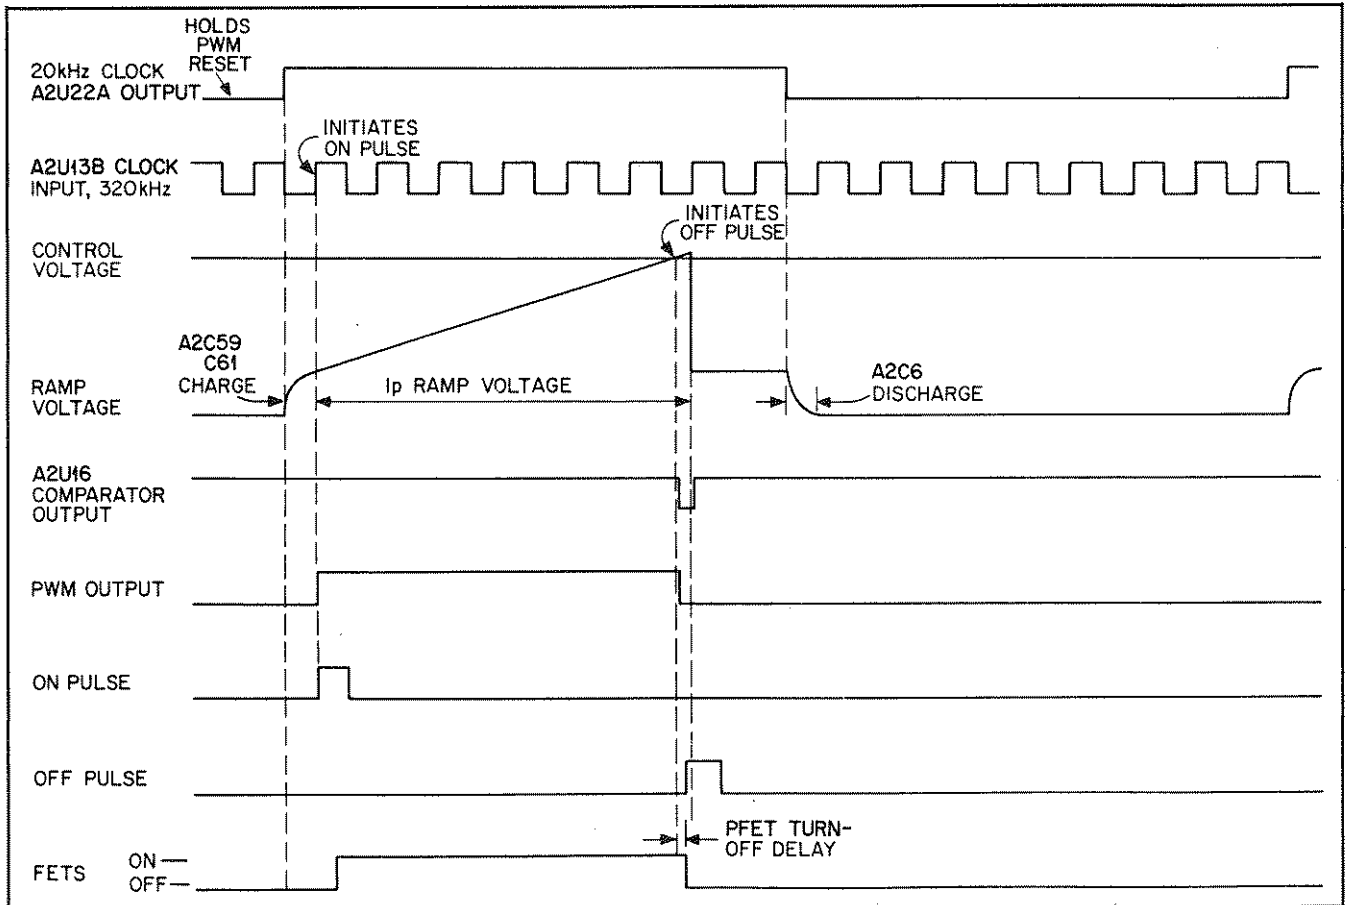 HOLDS
PWM
RESET
20kHz CLOCK
A2U22A OUTPUT
INITIATES
ON PULSE
A2U13B CLOCK
INPUT, 320kHz
INITIATES
OFF PULSE
CONTROL
VOLTAGE
A2C59
C61
CHARGE
Ip RAMP VOLTAGE
A2C6
DISCHARGE
RAMP
VOLTAGE
A2U16
COMPARATOR
OUTPUT
PWM OUTPUT
ON PULSE
OFF PULSE
PFET TURN-
OFF DELAY
FETS
ON
OFF